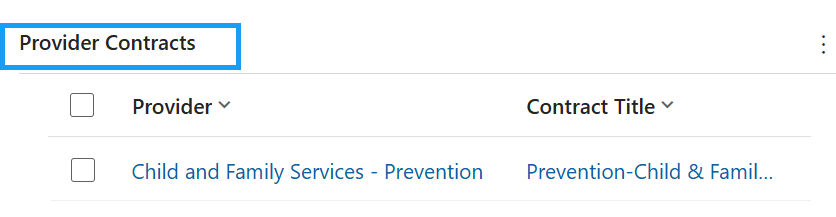 Provider Contracts
Provider Contract Title
Child and Family Services - Prevention Prevention-Child & Famil...